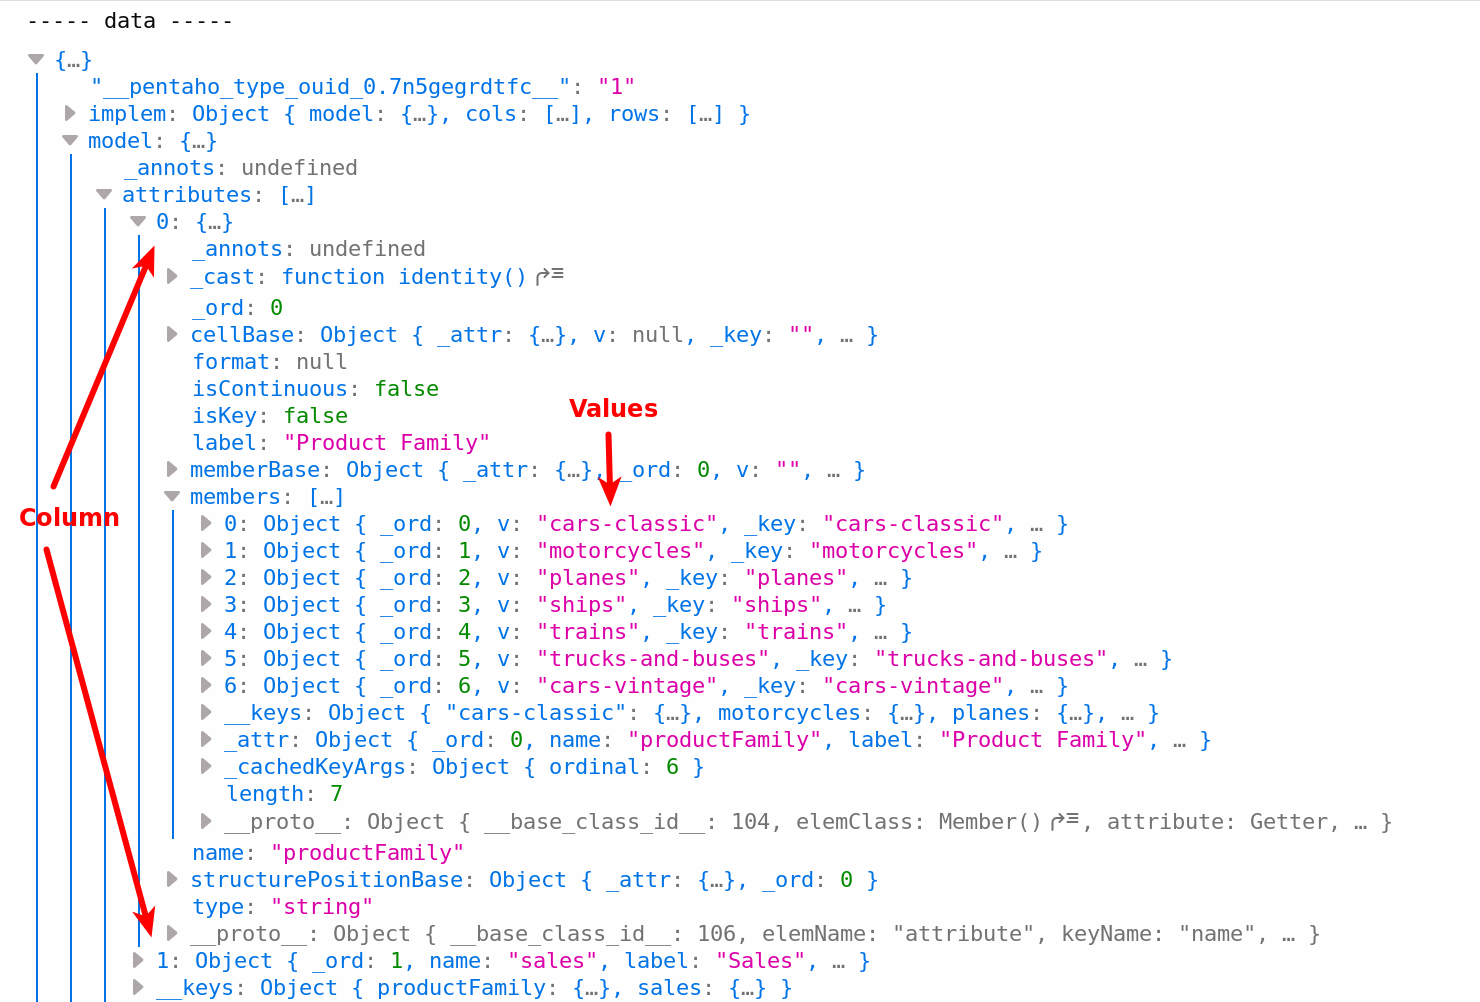 ----- data -----
{…}
"__pentaho_type_ouid_0.7n5gegrdtfc__": "1"
implem: Object { model: {…}, cols: […], rows: […] }
model: {…}
_annots: undefined
attributes: […]
0: {…}
_annots: undefined
_cast: function identity()
_ord: 0
cellBase: Object { _attr: {…}, v: null, _key: "", … }
format: null
isContinuous: false
isKey: false
Values
label: "Product Family"
memberBase: Object { _attr: {…}, _ord: 0, v: "", … }
members: […]
Column
0: Object { _ord: 0, v: "cars-classic", _key: "cars-classic", … }
1: Object { _ord: 1, v: "motorcycles", _key: "motorcycles", … }
2: Object { _ord: 2, v: "planes", _key: "planes", … }
3: Object { _ord: 3, v: "ships", _key: "ships", … }
4: Object { _ord: 4, v: "trains", _key: "trains", … }
5: Object { _ord: 5, v: "trucks-and-buses", _key: "trucks-and-buses", … }
6: Object { _ord: 6, v: "cars-vintage", _key: "cars-vintage", … }
__keys: Object { "cars-classic": {…}, motorcycles: {…}, planes: {…}, … }
_attr: Object { _ord: 0, name: "productFamily", label: "Product Family", … }
_cachedKeyArgs: Object { ordinal: 6 }
length: 7
__proto__: Object { __base_class_id__: 104, elemClass: Member() , attribute: Getter, … }
name: "productFamily"
structurePositionBase: Object { _attr: {…}, _ord: 0 }
type: "string"
__proto__: Object { __base_class_id__: 106, elemName: "attribute", keyName: "name", … }
1: Object { _ord: 1, name: "sales", label: "Sales", … }
__keys: Object { productFamily: {…}, sales: {…} }